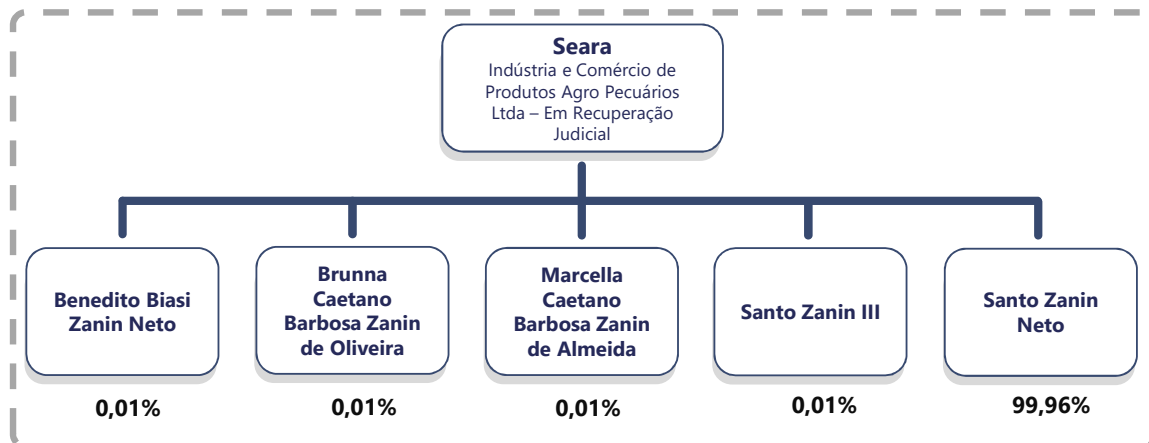 Seara
Indústria e Comércio de
Produtos Agro Pecuários
Ltda – Em Recuperação
Judicial
Benedito Biasi
Zanin Neto
Brunna
Caetano
Barbosa Zanin
de Oliveira
Marcella
Caetano
Barbosa Zanin
de Almeida
Santo Zanin III
Santo Zanin
Neto
0,01%
0,01%
0,01%
0,01%
99,96%